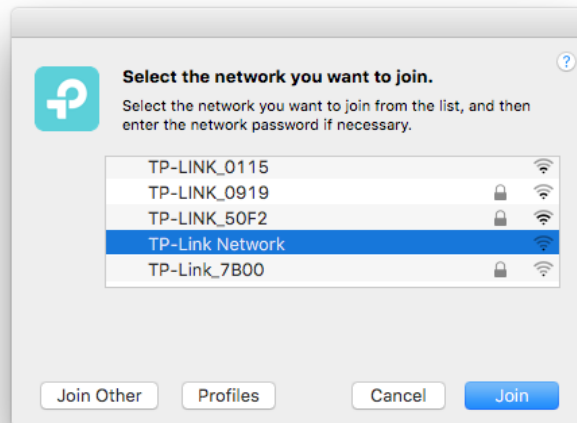 ?
Select the network you want to join.
Select the network you want to join from the list, and then
enter the network password if necessary.
TP-LINK_0115
TP-LINK_0919
TP-LINK_50F2
TP-Link Network
TP-Link_7B00
Join Other
Profiles
Cancel
Join